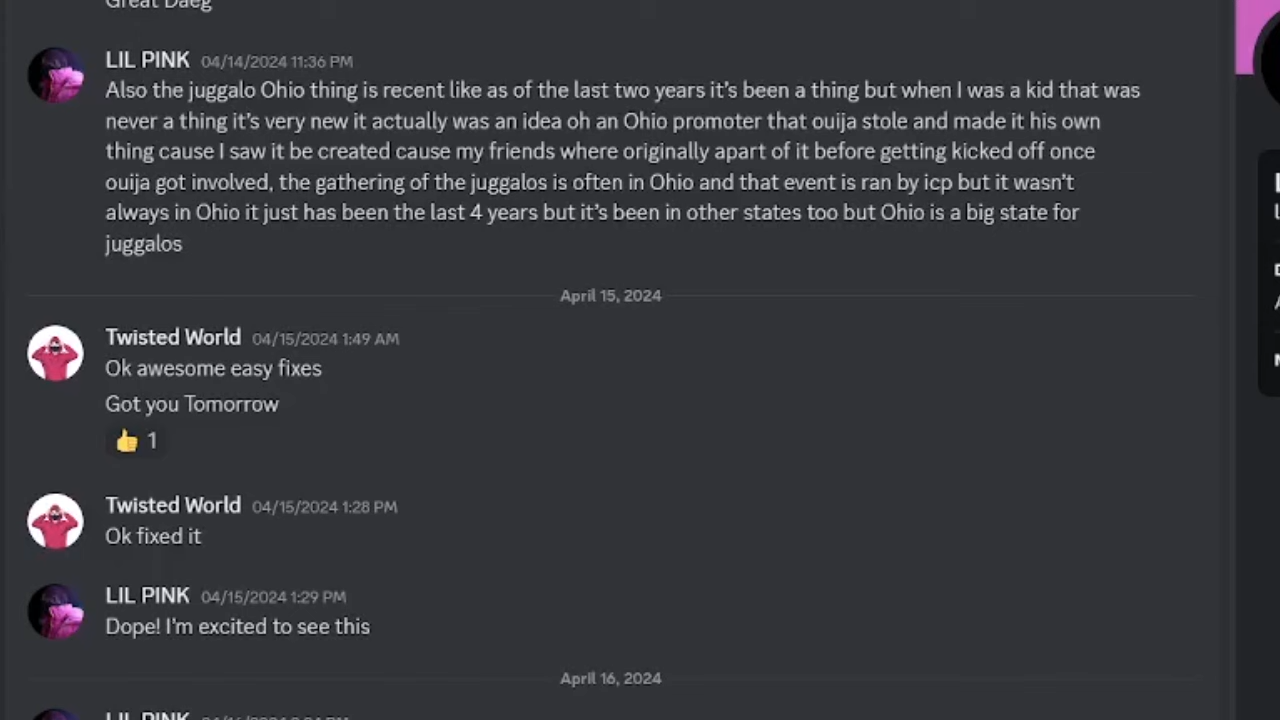 Great Daeg
LIL PINK 04/14/2024 11:36 PM
Also the juggalo Ohio thing is recent like as of the last two years it's been a thing but when I was a kid that was
never a thing it's very new it actually was an idea oh an Ohio promoter that ouija stole and made it his own
thing cause I saw it be created cause my friends where originally apart of it before getting kicked off once
ouija got involved, the gathering of the juggalos is often in Ohio and that event is ran by icp but it wasn't
always in Ohio it just has been the last 4 years but it's been in other states too but Ohio is a big state for
juggalos
April 15, 2024
Twisted World 04/15/2024 1:49 AM
Ok awesome easy fixes
Got you Tomorrow
👍 1
Twisted World 04/15/2024 1:28 PM
Ok fixed it
LIL PINK 04/15/2024 1:29 PM
Dope! I'm excited to see this
April 16, 2024
LIL PINK